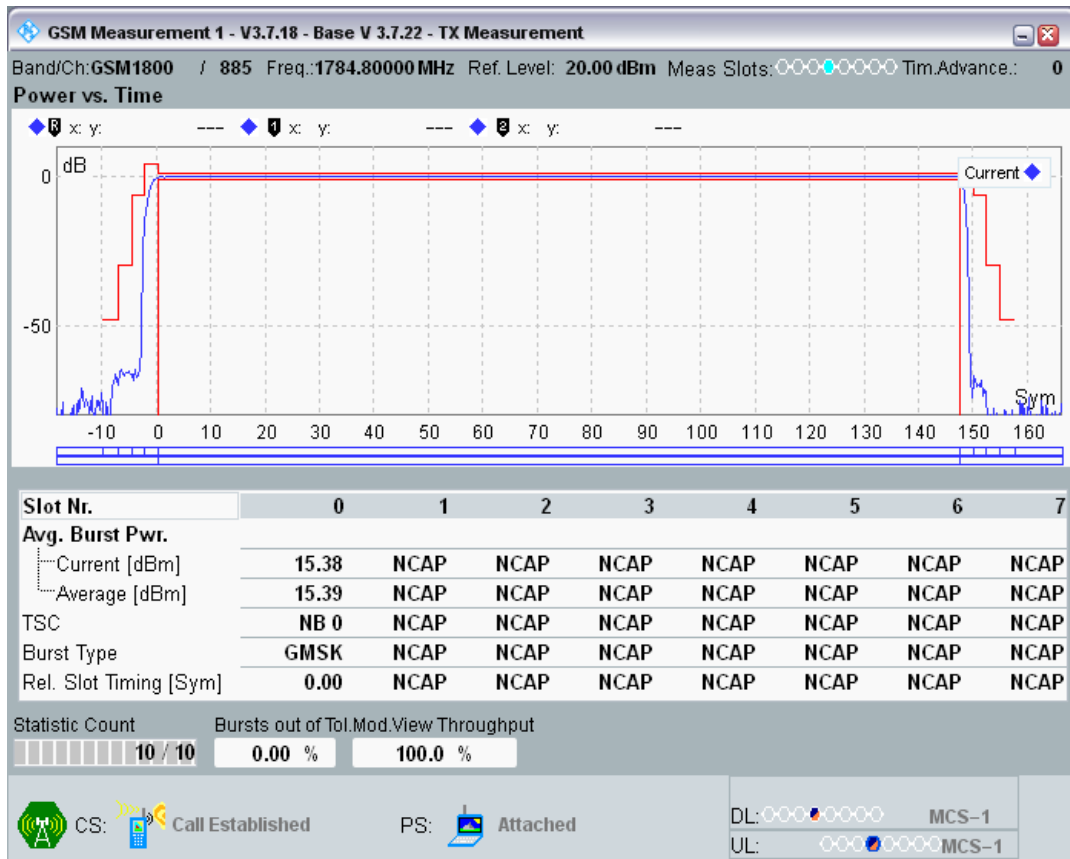 GSM Measurement 1 - V3.7.18 - Base V 3.7.22 - TX Measurement
Band/Ch:GSM1800 / 885 Freq.:1784.80000 MHz Ref. Level: 20.00 dBm Meas Slots: Tim.Advance.: 0
Power vs. Time
R x: y: --- 1 x: y: --- 2 x: y: ---
dB
Current
0
-50
Sym
-10 0 10 20 30 40 50 60 70 80 90 100 110 120 130 140 150 160
Slot Nr. 0 1 2 3 4 5 6 7
Avg. Burst Pwr.
Current [dBm] 15.38 NCAP NCAP NCAP NCAP NCAP NCAP NCAP
Average [dBm] 15.39 NCAP NCAP NCAP NCAP NCAP NCAP NCAP
TSC NB 0 NCAP NCAP NCAP NCAP NCAP NCAP NCAP
Burst Type GMSK NCAP NCAP NCAP NCAP NCAP NCAP NCAP
Rel. Slot Timing [Sym] 0.00 NCAP NCAP NCAP NCAP NCAP NCAP NCAP
Statistic Count Bursts out of Tol.Mod.View Throughput
10 / 10 0.00 % 100.0 %
CS: Call Established PS: Attached
DL: MCS-1
UL: MCS-1